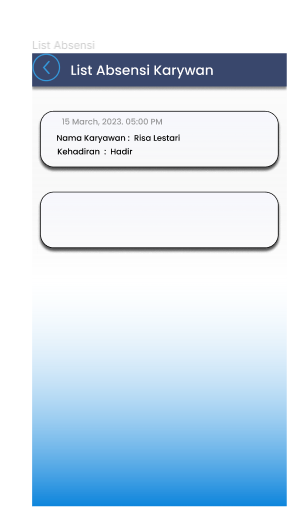 List Absensi
List Absensi Karywan
15 March, 2023. 05:00 PM
Nama Karyawan : Risa Lestari
Kehadiran : Hadir